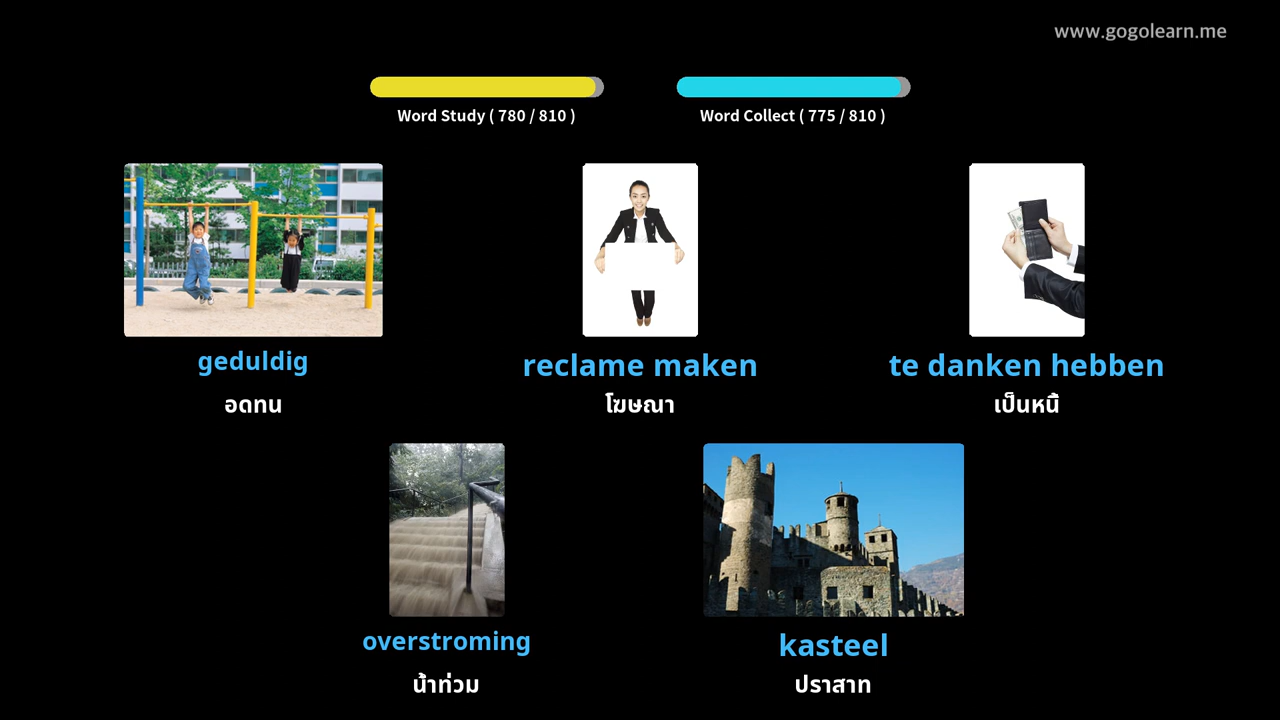 www.gogolearn.me
Word Study ( 780 / 810 )
Word Collect ( 775 / 810 )
geduldig
อดทน
reclame maken
โฆษณา
te danken hebben
เป็นหนี้
overstroming
น้ำท่วม
kasteel
ปราสาท